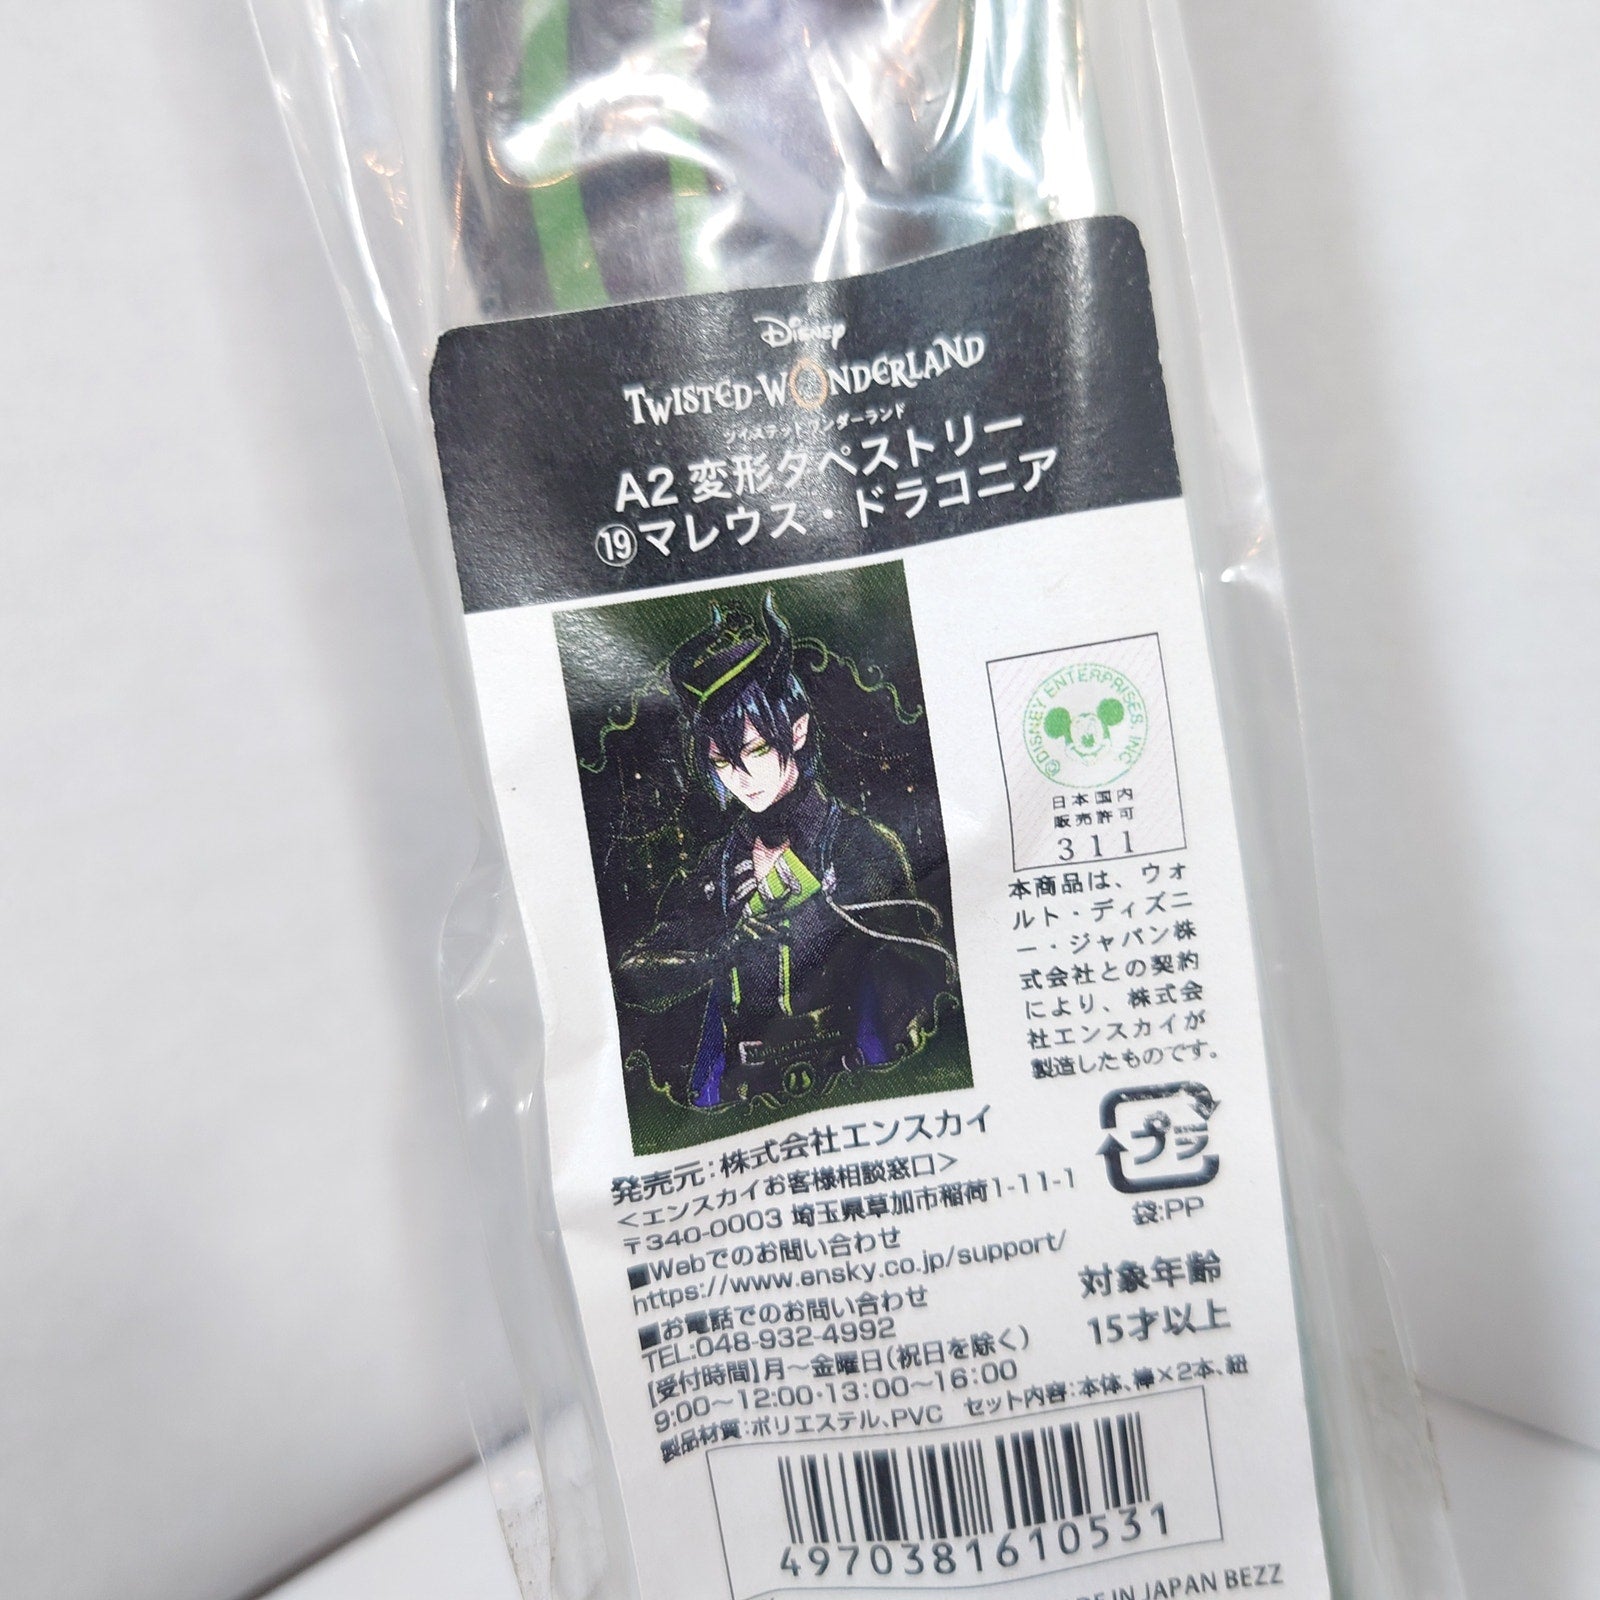 Disney
TWISTED-WONDERLAND
ツイステッドワンダーランド
A2 変形タペストリー
⑲マレウス・ドラコニア
©DISNEY ENTERPRISES INC.
日本国内
販売許可
311
本商品は、ウォ
ルト・ディズニ
ー・ジャパン株
式会社との契約
により、株式会
社エンスカイが
製造したものです。
プラ
袋:PP
対象年齢
15才以上
発売元:株式会社エンスカイ
<エンスカイお客様相談窓口>
〒340-0003 埼玉県草加市稲荷1-11-1
■Webでのお問い合わせ
https://www.ensky.co.jp/support/
■お電話でのお問い合わせ
TEL:048-932-4992
【受付時間】月～金曜日(祝日を除く)
9:00～12:00・13:00～16:00
製品材質:ポリエステル、PVC セット内容:本体、棒×2本、紐
4970381610531
IN JAPAN BEZZ